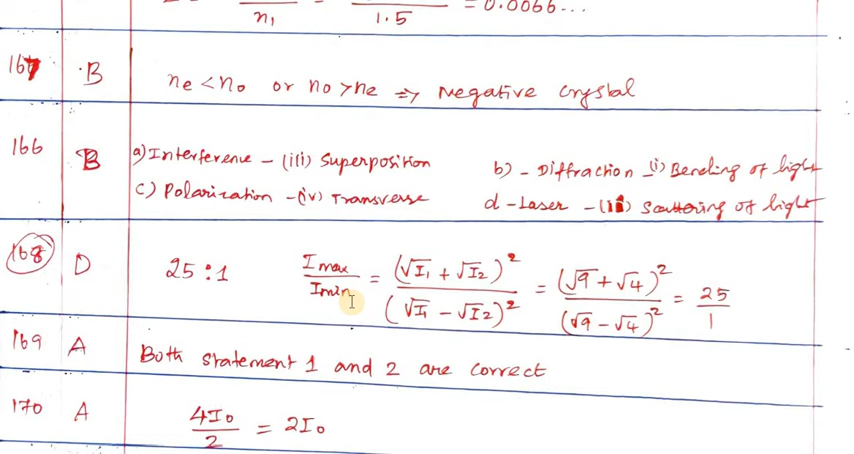 n₁ 1.5 = 0.0066...
167 B ne < no or no > ne ⇒ Negative crystal
166 B a) Interference - (iii) Superposition b) - Diffraction - (i) Bending of light
c) Polarization - (iv) Transverse d - Laser - (ii) Scattering of light
168 D 25 : 1 Imax/Imin = (√I₁ + √I₂)²/(√I₁ - √I₂)² = (√9 + √4)²/(√9 - √4)² = 25/1
169 A Both statement 1 and 2 are correct
170 A 4I₀/2 = 2I₀